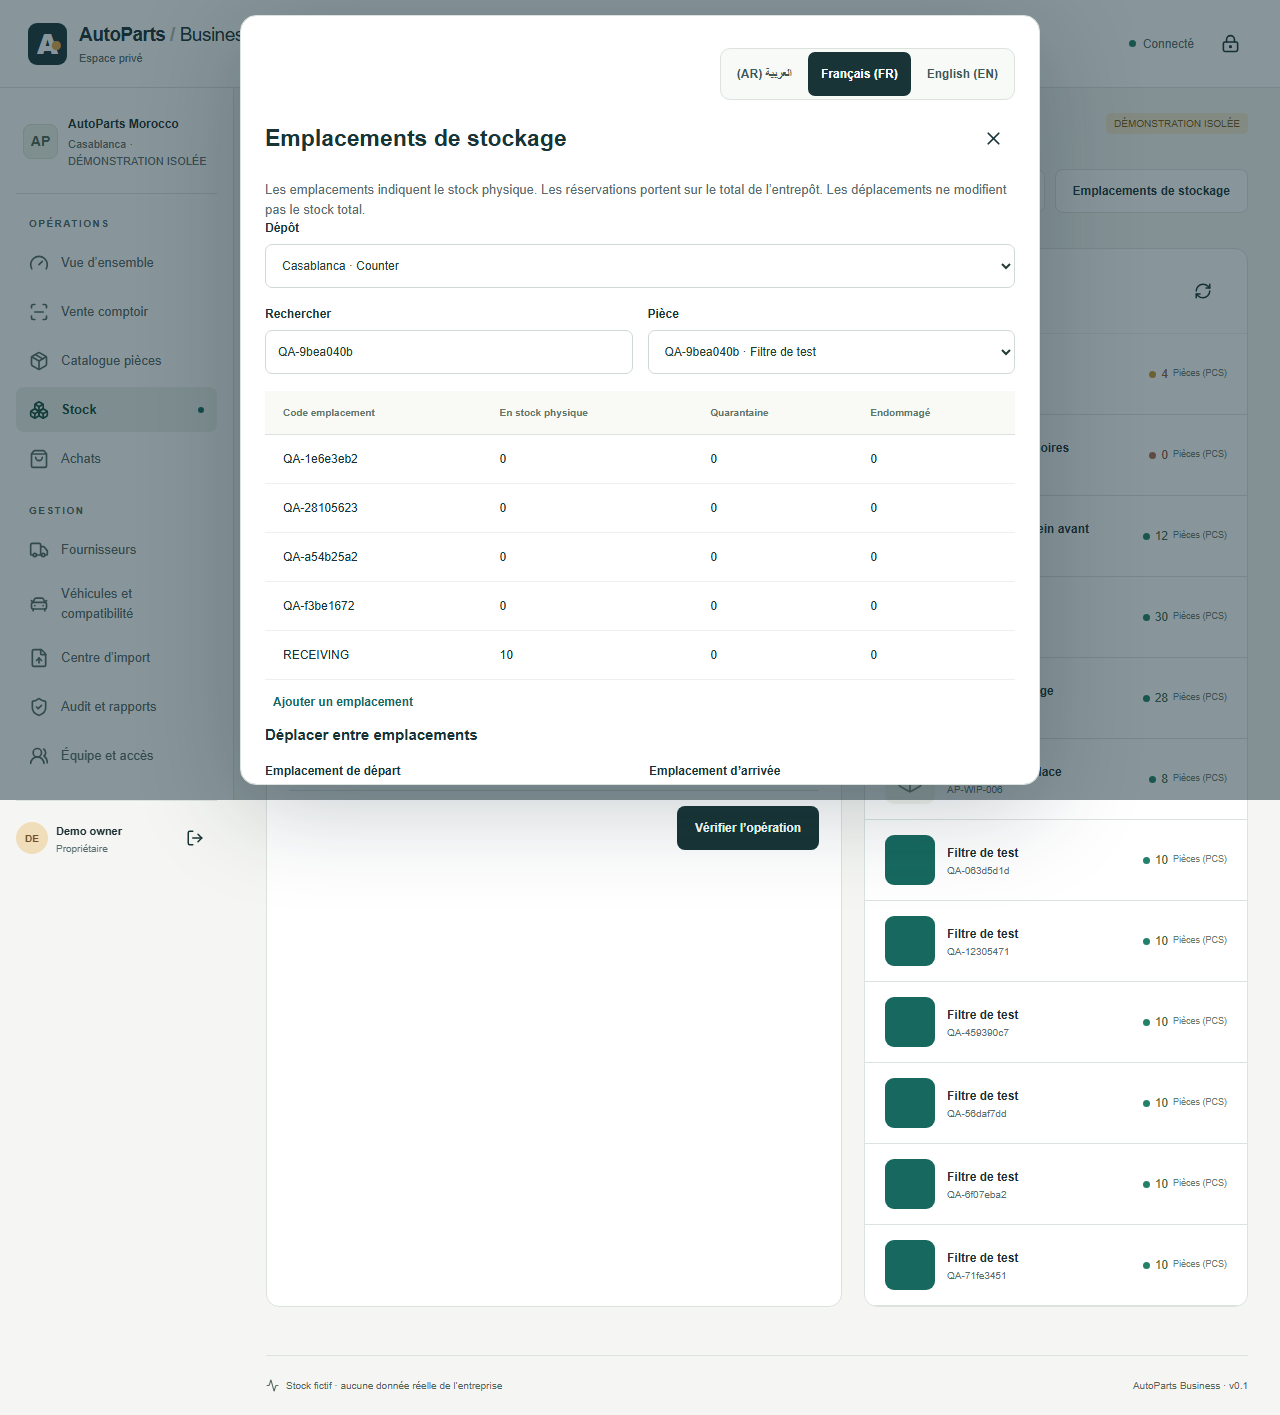 AutoParts / Busines
Espace privé
Connecté
AutoParts Morocco
AP
Casablanca ·
DÉMONSTRATION ISOLÉE
OPÉRATIONS
Vue d’ensemble
Vente comptoir
Catalogue pièces
Stock
Achats
GESTION
Fournisseurs
Véhicules et
compatibilité
Centre d’import
Audit et rapports
Équipe et accès
DE
Demo owner
Propriétaire
العربية (AR)
Français (FR)
English (EN)
Emplacements de stockage
Les emplacements indiquent le stock physique. Les réservations portent sur le total de l’entrepôt. Les déplacements ne modifient
pas le stock total.
Dépôt
Casablanca · Counter
Rechercher
Pièce
QA-9bea040b
QA-9bea040b · Filtre de test
Code emplacement
En stock physique
Quarantaine
Endommagé
QA-1e6e3eb2 0 0 0
QA-28105623 0 0 0
QA-a54b25a2 0 0 0
QA-f3be1672 0 0 0
RECEIVING 10 0 0
Ajouter un emplacement
Déplacer entre emplacements
Emplacement de départ
Emplacement d’arrivée
Vérifier l’opération
DÉMONSTRATION ISOLÉE
Emplacements de stockage
4 Pièces (PCS)
oires
0 Pièces (PCS)
ein avant
12 Pièces (PCS)
30 Pièces (PCS)
ge
28 Pièces (PCS)
lace
8 Pièces (PCS)
AP-WIP-006
Filtre de test
QA-063d5d1d
10 Pièces (PCS)
Filtre de test
QA-12305471
10 Pièces (PCS)
Filtre de test
QA-459390c7
10 Pièces (PCS)
Filtre de test
QA-56daf7dd
10 Pièces (PCS)
Filtre de test
QA-6f07eba2
10 Pièces (PCS)
Filtre de test
QA-71fe3451
10 Pièces (PCS)
Stock fictif · aucune donnée réelle de l’entreprise
AutoParts Business · v0.1